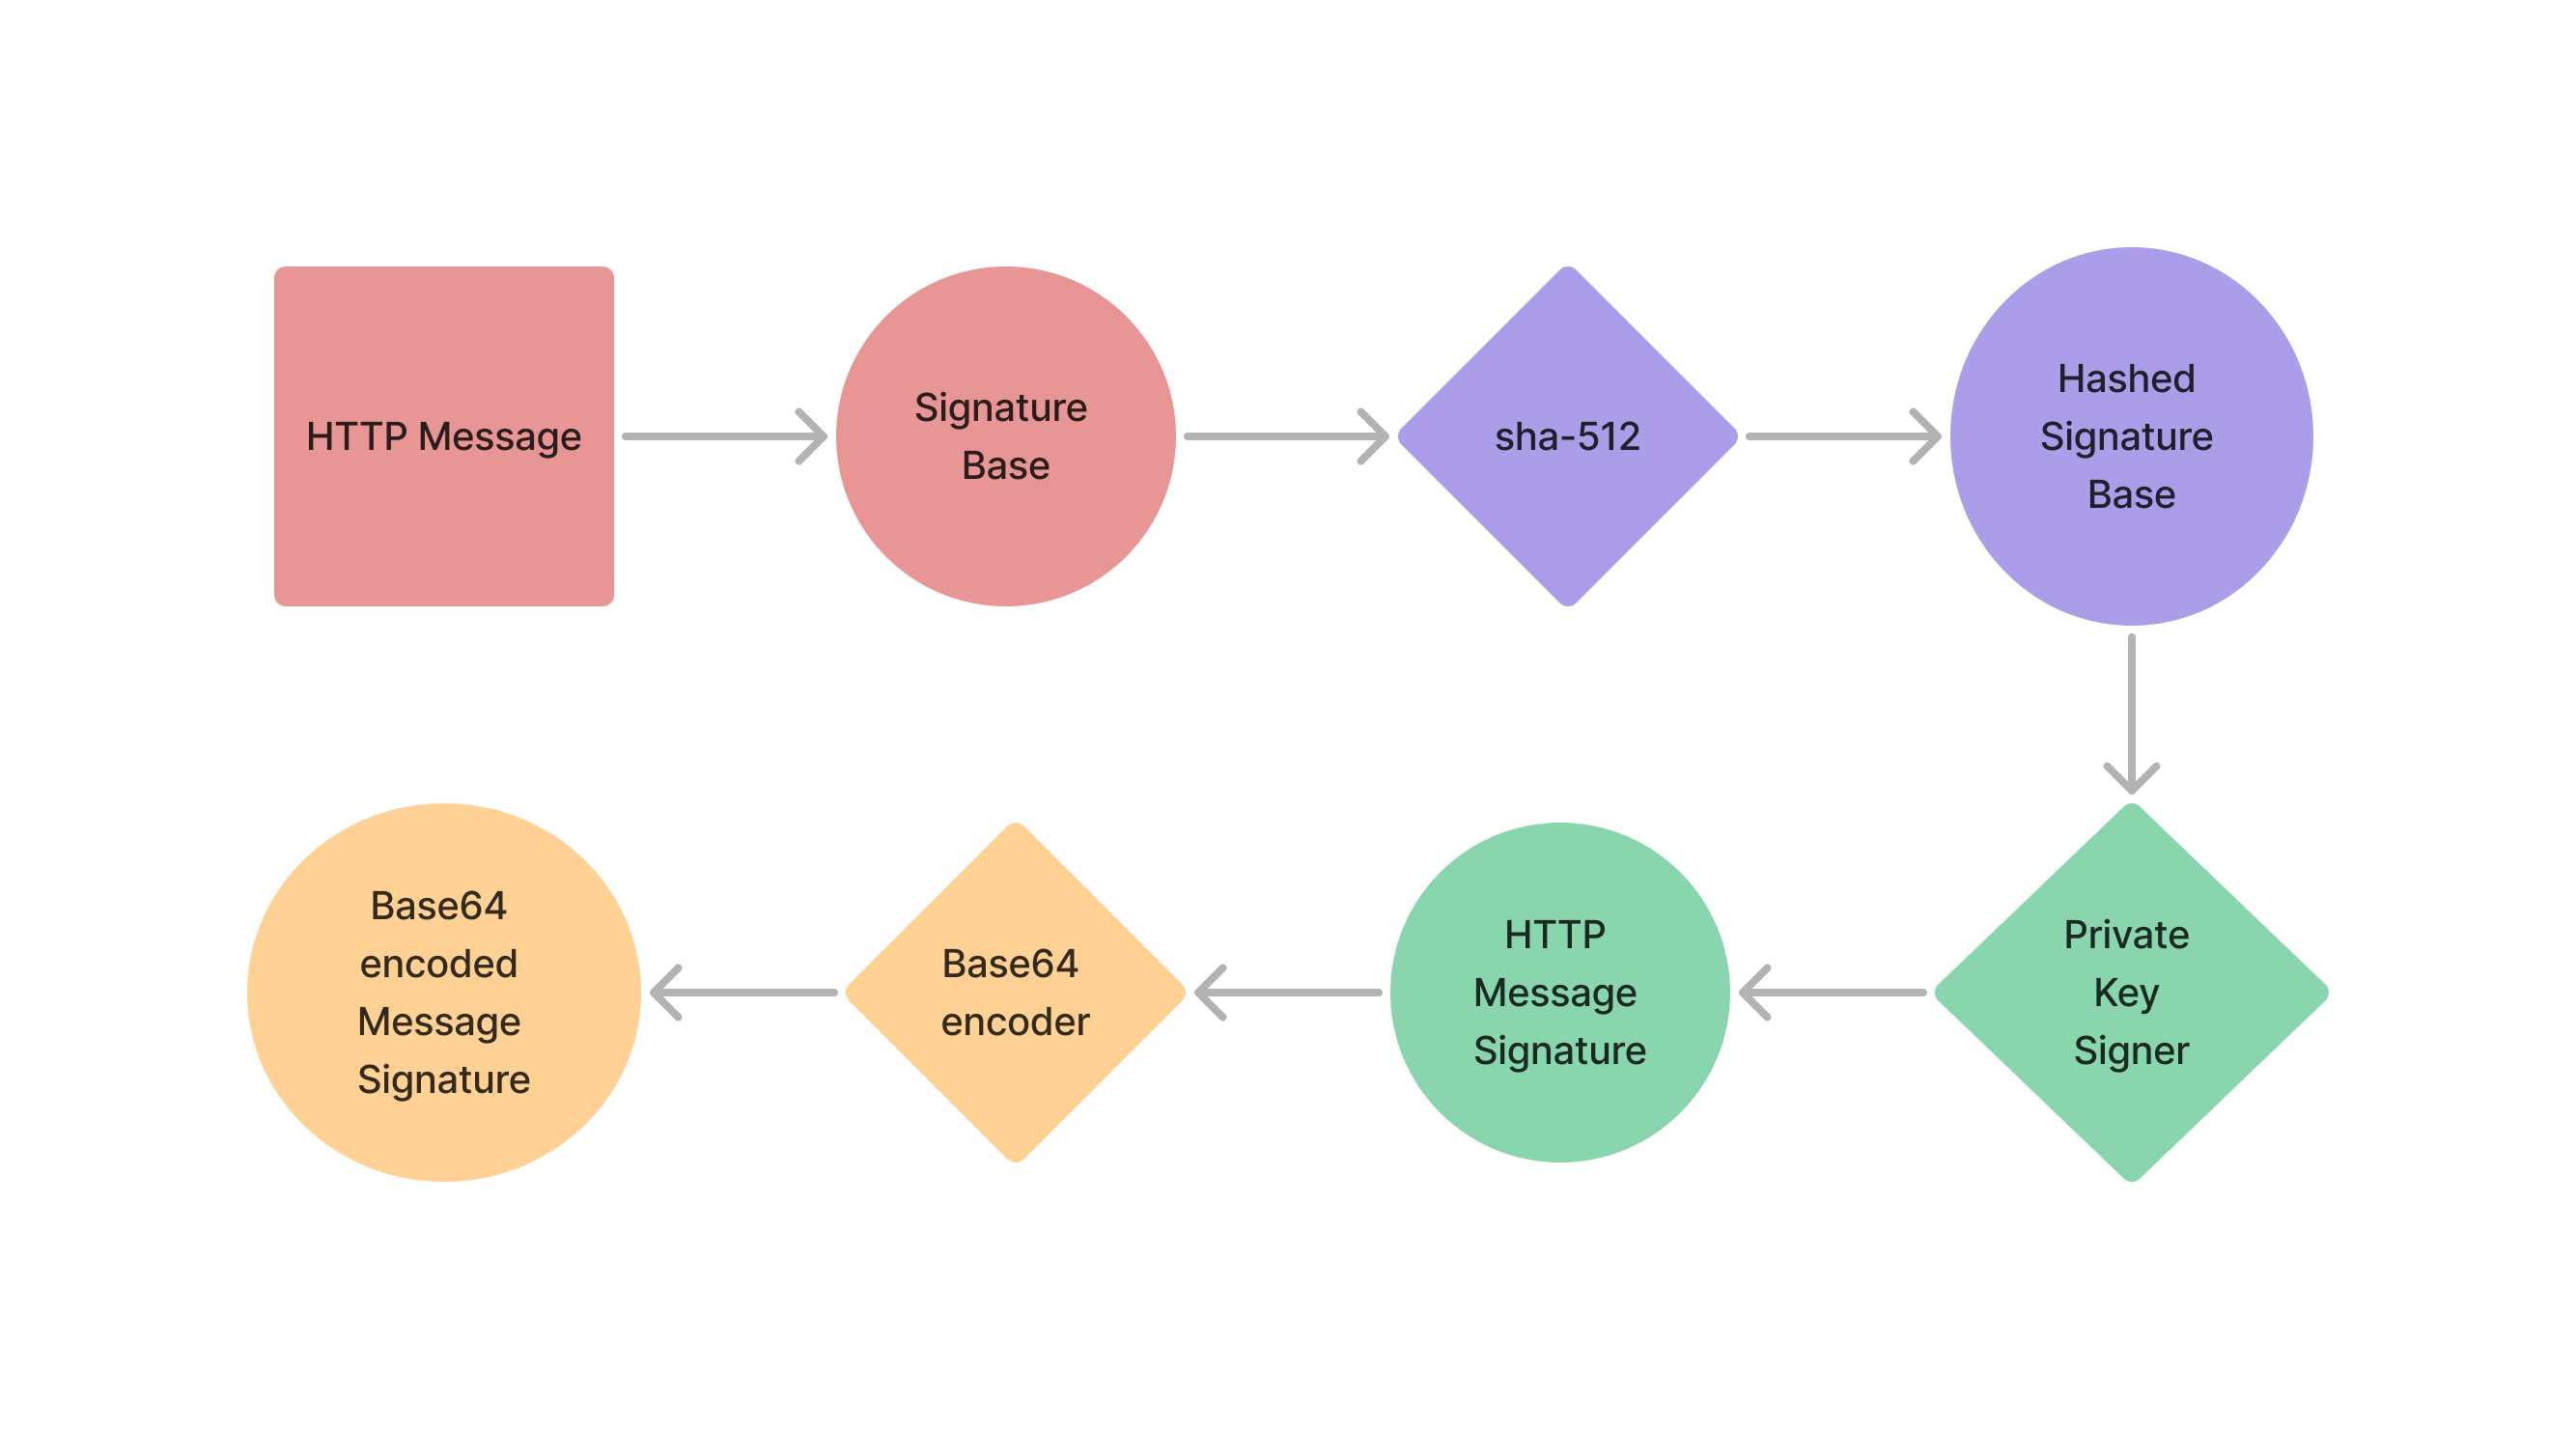 HTTP Message
Signature
Base
sha-512
Hashed
Signature
Base
Private
Key
Signer
HTTP
Message
Signature
Base64
encoder
Base64
encoded
Message
Signature